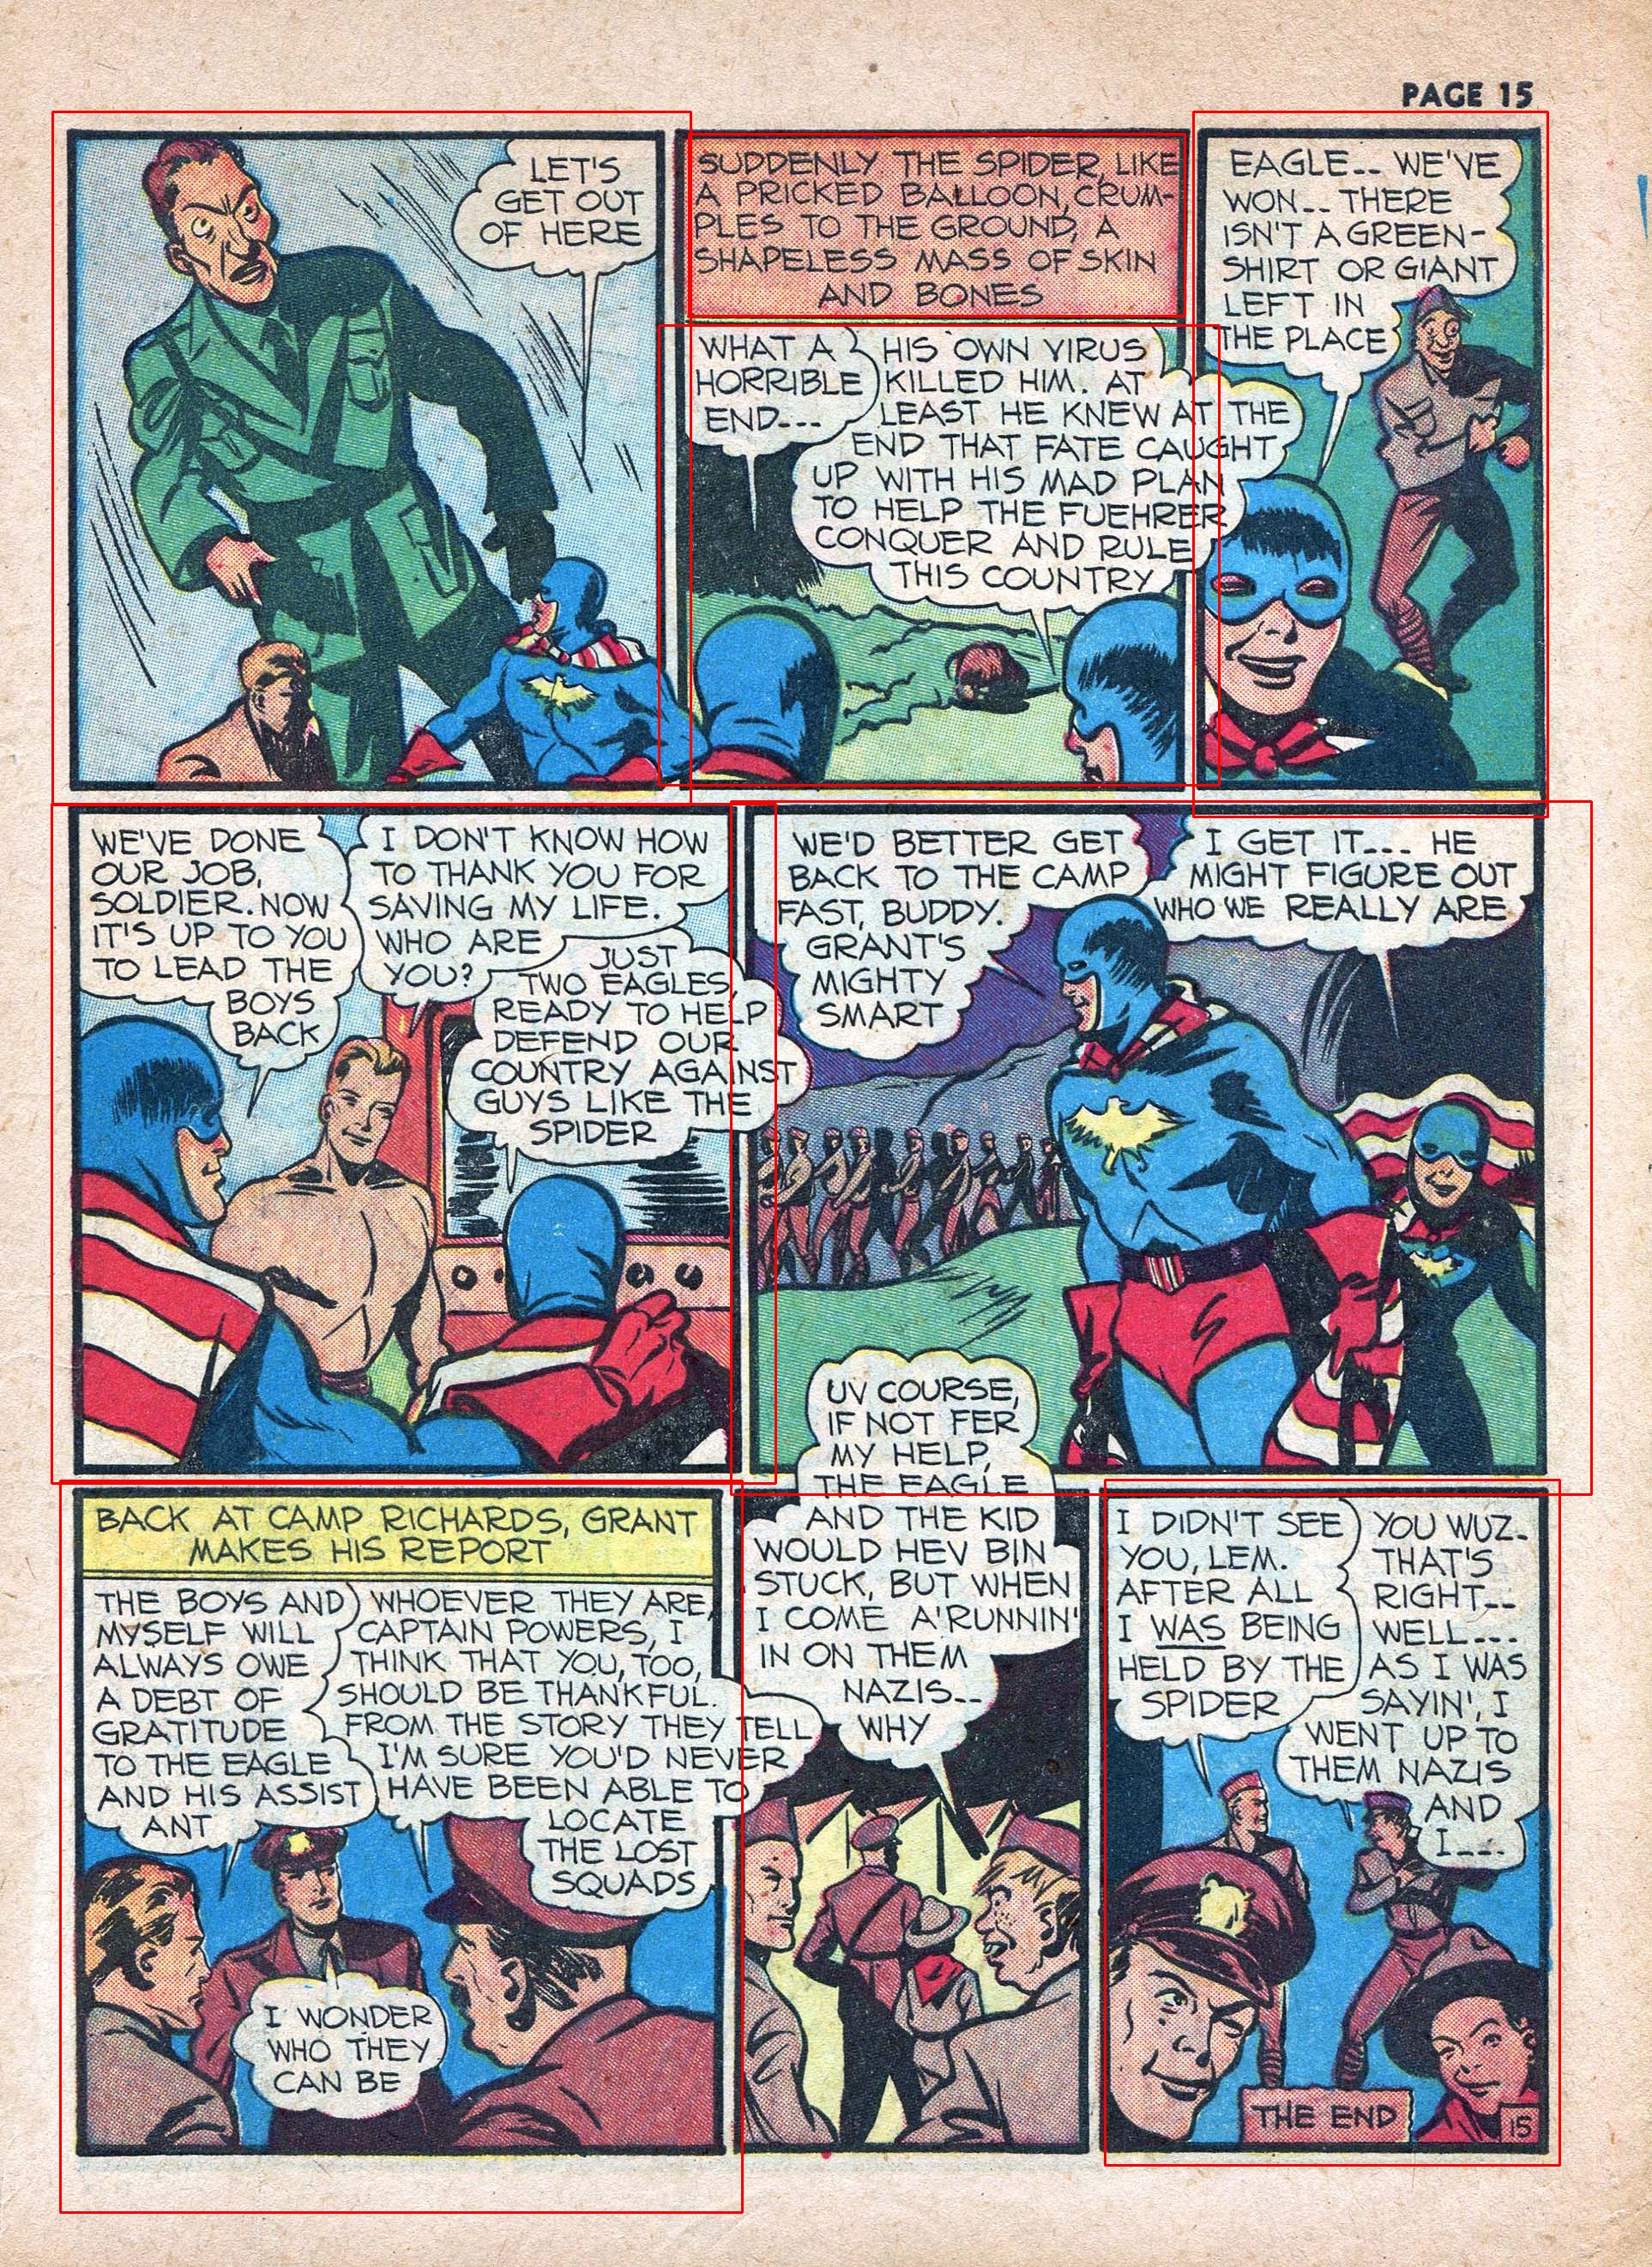 PAGE 15
LET'S
GET OUT
OF HERE
SUDDENLY THE SPIDER, LIKE
A PRICKED BALLOON, CRUM-
PLES TO THE GROUND, A
SHAPELESS MASS OF SKIN
AND BONES
WHAT A
HORRIBLE
END---
HIS OWN VIRUS
KILLED HIM. AT
LEAST HE KNEW AT THE
END THAT FATE CAUGHT
UP WITH HIS MAD PLAN
TO HELP THE FUEHRER
CONQUER AND RULE
THIS COUNTRY
EAGLE-- WE'VE
WON-- THERE
ISN'T A GREEN-
SHIRT OR GIANT
LEFT IN
THE PLACE
WE'VE DONE
OUR JOB,
SOLDIER. NOW
IT'S UP TO YOU
TO LEAD THE
BOYS
BACK
I DON'T KNOW HOW
TO THANK YOU FOR
SAVING MY LIFE.
WHO ARE
YOU?
JUST
TWO EAGLES,
READY TO HELP
DEFEND OUR
COUNTRY AGAINST
GUYS LIKE THE
SPIDER
WE'D BETTER GET
BACK TO THE CAMP
FAST, BUDDY.
GRANT'S
MIGHTY
SMART
I GET IT--- HE
MIGHT FIGURE OUT
WHO WE REALLY ARE
BACK AT CAMP RICHARDS, GRANT
MAKES HIS REPORT
THE BOYS AND
MYSELF WILL
ALWAYS OWE
A DEBT OF
GRATITUDE
TO THE EAGLE
AND HIS ASSIST
ANT
WHOEVER THEY ARE,
CAPTAIN POWERS, I
THINK THAT YOU, TOO,
SHOULD BE THANKFUL.
FROM THE STORY THEY TELL
I'M SURE YOU'D NEVER
HAVE BEEN ABLE TO
LOCATE
THE LOST
SQUADS
I WONDER
WHO THEY
CAN BE
UV COURSE,
IF NOT FER
MY HELP,
THE EAGLE
AND THE KID
WOULD HEV BIN
STUCK, BUT WHEN
I COME A'RUNNIN'
IN ON THEM
NAZIS--
WHY
I DIDN'T SEE
YOU, LEM.
AFTER ALL
I WAS BEING
HELD BY THE
SPIDER
YOU WUZ-
THAT'S
RIGHT--
WELL---
AS I WAS
SAYIN', I
WENT UP TO
THEM NAZIS
AND
I---
THE END
15